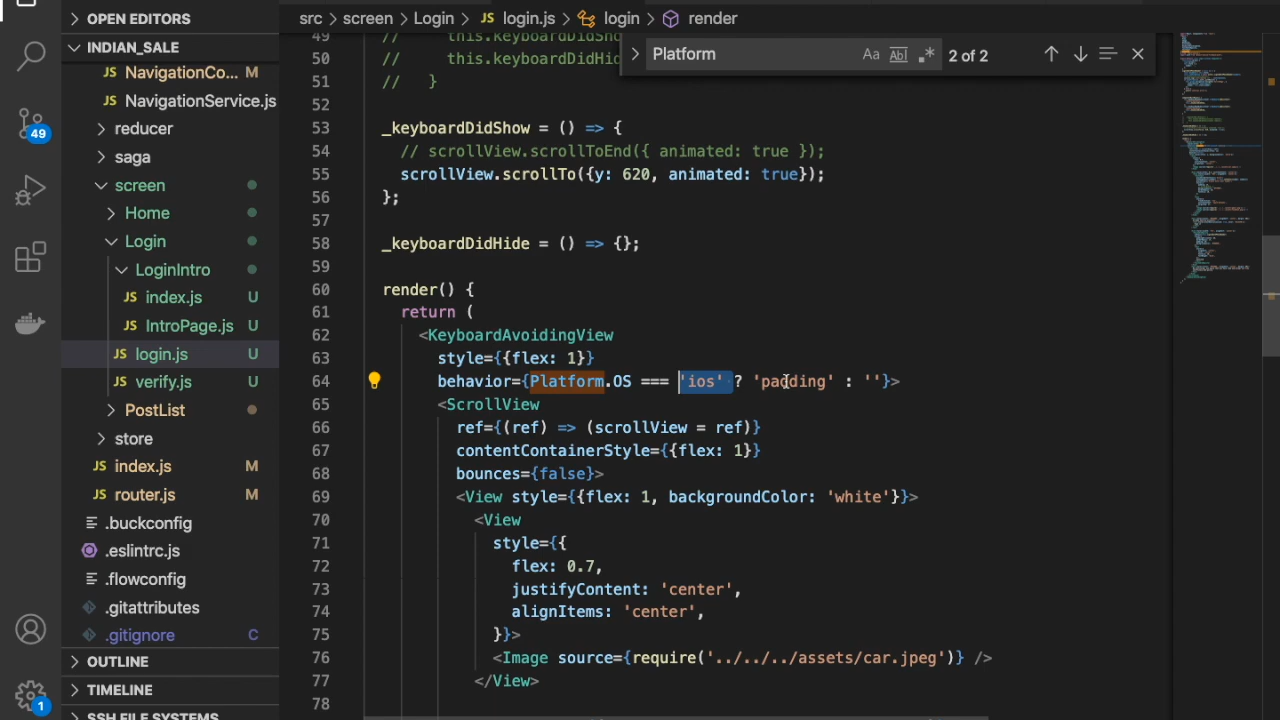 OPEN EDITORS
INDIAN_SALE
JS NavigationCo... M
JS NavigationService.js
reducer
saga
screen
Home
Login
LoginIntro
JS index.js U
JS IntroPage.js U
JS login.js U
JS verify.js U
PostList
store
JS index.js M
JS router.js M
.buckconfig
.eslintrc.js
.flowconfig
.gitattributes
.gitignore C
OUTLINE
TIMELINE
SSH FILE SYSTEMS
49
1
src > screen > Login > JS login.js > login > render
Platform Aa Ab 2 of 2
49 // this.keyboardDidSho
50 // this.keyboardDidHid
51 // }
52
53 _keyboardDidShow = () => {
54 // scrollView.scrollToEnd({ animated: true });
55 scrollView.scrollTo({y: 620, animated: true});
56 };
57
58 _keyboardDidHide = () => {};
59
60 render() {
61 return (
62 <KeyboardAvoidingView
63 style={{flex: 1}}
64 behavior={Platform.OS === 'ios' ? 'padding' : ''}>
65 <ScrollView
66 ref={(ref) => (scrollView = ref)}
67 contentContainerStyle={{flex: 1}}
68 bounces={false}>
69 <View style={{flex: 1, backgroundColor: 'white'}}>
70 <View
71 style={{
72 flex: 0.7,
73 justifyContent: 'center',
74 alignItems: 'center',
75 }}>
76 <Image source={require('../../../assets/car.jpeg')} />
77 </View>
78